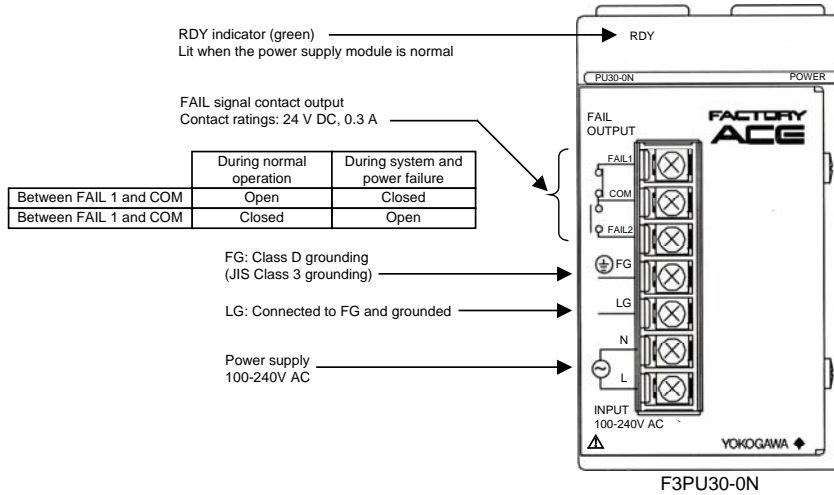 RDY indicator (green)
Lit when the power supply module is normal
FAIL signal contact output
Contact ratings: 24 V DC, 0.3 A
During normal operation
During system and power failure
Between FAIL 1 and COM Open Closed
Between FAIL 1 and COM Closed Open
FG: Class D grounding
(JIS Class 3 grounding)
LG: Connected to FG and grounded
Power supply
100-240V AC
RDY
PU30-0N POWER
FAIL
OUTPUT
FACTORY
ACE
FAIL1
COM
FAIL2
FG
LG
N
L
INPUT
100-240V AC
YOKOGAWA
F3PU30-0N